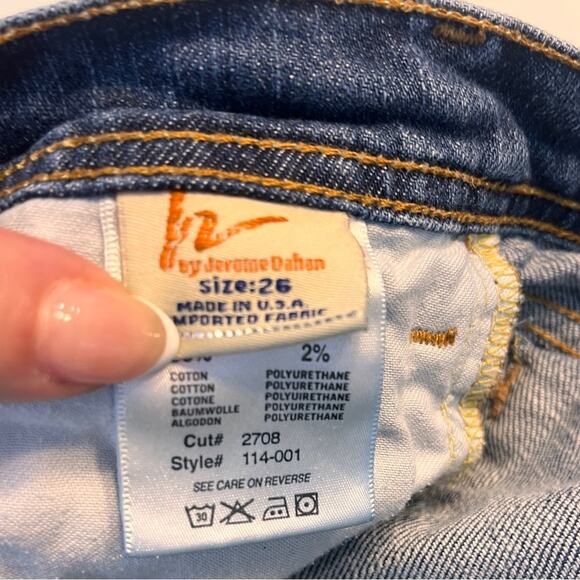 by Jerome Dahan
Size:26
MADE IN U.S.A.
IMPORTED FABRIC
2%
COTON POLYURETHANE
COTTON POLYURETHANE
COTONE POLYUIRETHANE
BAUMWOLLE POLYURETHANE
ALGODON POLYURETHANE
Cut# 2708
Style# 114-001
SEE CARE ON REVERSE
30